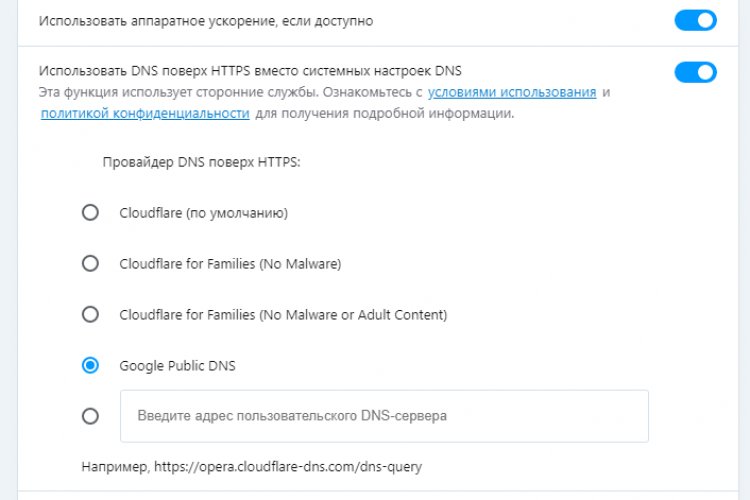 Использовать аппаратное ускорение, если доступно
Использовать DNS поверх HTTPS вместо системных настроек DNS
Эта функция использует сторонние службы. Ознакомьтесь с условиями использования и
политикой конфиденциальности для получения подробной информации.
Провайдер DNS поверх HTTPS:
Cloudflare (по умолчанию)
Cloudflare for Families (No Malware)
Cloudflare for Families (No Malware or Adult Content)
Google Public DNS
Введите адрес пользовательского DNS-сервера
Например, https://opera.cloudflare-dns.com/dns-query